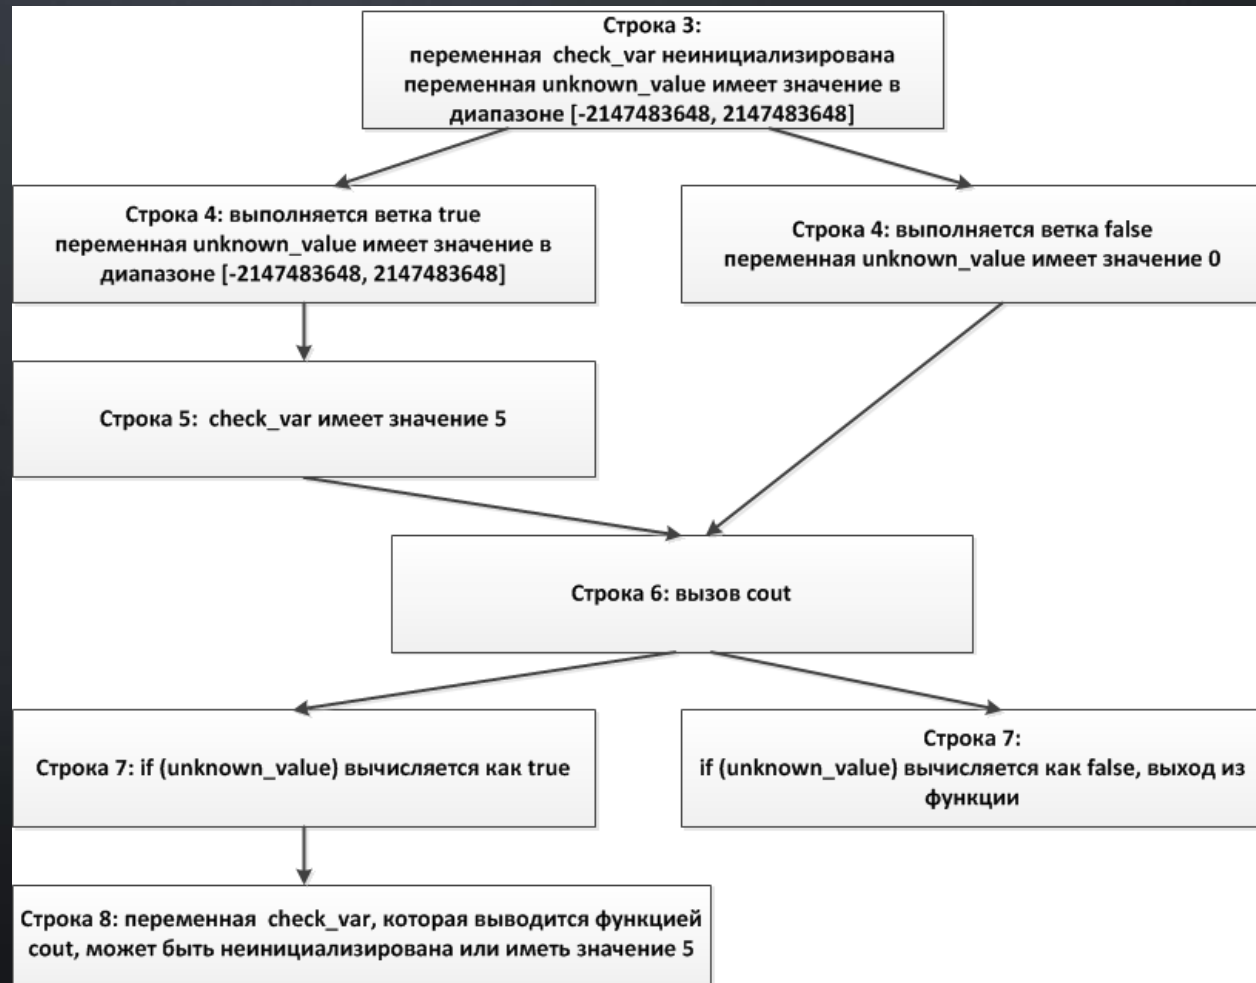 Строка 3:
переменная check_var неинициализирована
переменная unknown_value имеет значение в
диапазоне [-2147483648, 2147483648]
Строка 4: выполняется ветка true
переменная unknown_value имеет значение в
диапазоне [-2147483648, 2147483648]
Строка 4: выполняется ветка false
переменная unknown_value имеет значение 0
Строка 5: check_var имеет значение 5
Строка 6: вызов cout
Строка 7: if (unknown_value) вычисляется как true
Строка 7:
if (unknown_value) вычисляется как false, выход из
функции
Строка 8: переменная check_var, которая выводится функцией
cout, может быть неинициализирована или иметь значение 5